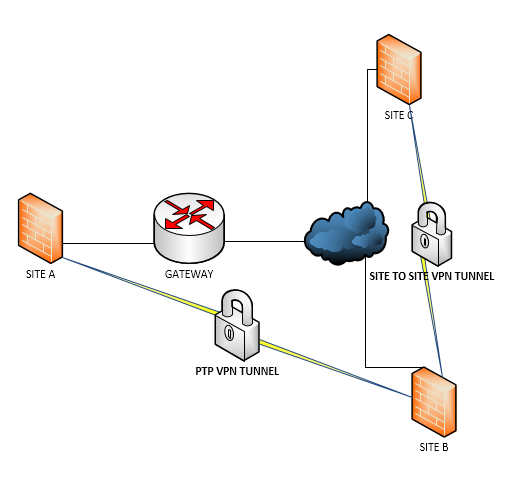 SITE C
SITE A
GATEWAY
SITE TO SITE VPN TUNNEL
PTP VPN TUNNEL
SITE B